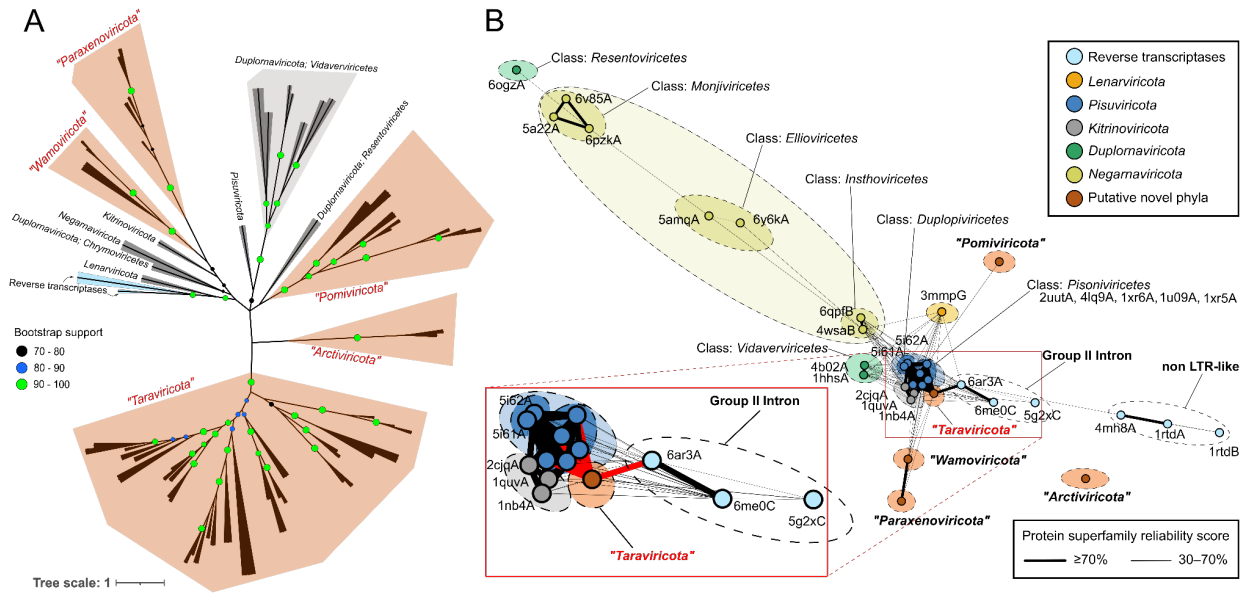 A
"Paraxenoviricota"
"Wamoviricota"
Duplornaviricota; Vidaverviricetes
Duplornaviricota; Resentoviricetes
Pisuviricota
Kitrinoviricota
Negarnaviricota
Duplornaviricota; Chrymoviricetes
Lenarviricota
Reverse transcriptases
"Pomiviricota"
"Arctiviricota"
Bootstrap support
70 - 80
80 - 90
90 - 100
"Taraviricota"
Tree scale: 1
B
Class: Resentoviricetes
6ogzA
Class: Monjiviricetes
6v85A
5a22A
6pzkA
Class: Ellioviricetes
5amqA
6y6kA
Class: Insthoviricetes
Class: Duplopiviricetes
"Pomiviricota"
Class: Pisoniviricetes
2uutA, 4lq9A, 1xr6A, 1u09A, 1xr5A
3mmpG
6qpfB
4wsaB
5i62A
5i61A
Class: Vidaverviricetes
4b02A
1hhsA
2cjqA
1quvA
1nb4A
6ar3A
6me0C
5g2xC
Group II Intron
non LTR-like
4mh8A
1rtdA
1rtdB
"Taraviricota"
"Wamoviricota"
"Paraxenoviricota"
"Arctiviricota"
5i62A
5i61A
2cjqA
1quvA
1nb4A
Group II Intron
6ar3A
6me0C
5g2xC
"Taraviricota"
Reverse transcriptases
Lenarviricota
Pisuviricota
Kitrinoviricota
Duplornaviricota
Negarnaviricota
Putative novel phyla
Protein superfamily reliability score
≥70%
30–70%